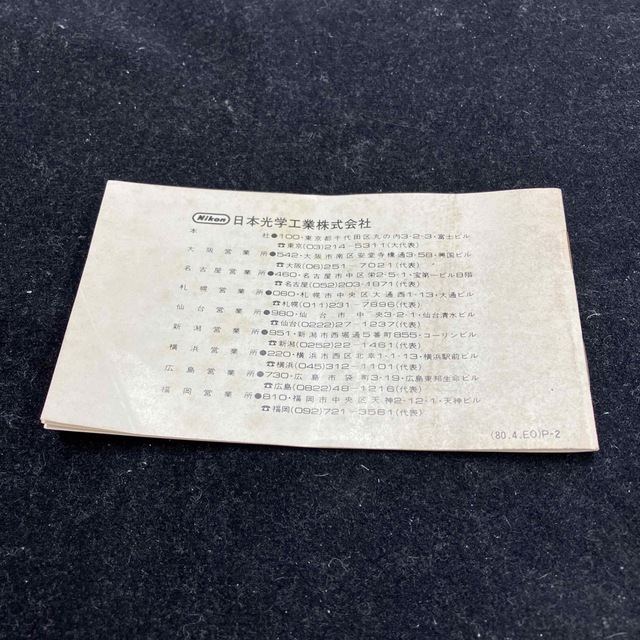 Nikon 日本光学工業株式会社
本社●100・東京都千代田区丸の内3・2・3・富士ビル
☎東京(03)214-5311(大代表)
大阪営業所●542・大阪市南区安堂寺橋通3・58・興国ビル
☎大阪(06)251-7021(代表)
名古屋営業所●460・名古屋市中区栄2・5・1・宝第一ビル8階
☎名古屋(052)203-1871(代表)
札幌営業所●060・札幌市中央区大通西1・13・大通ビル
☎札幌(011)231-7896(代表)
仙台営業所●980・仙台市中央3・2・1・仙台清水ビル
☎仙台(0222)27-1237(代表)
新潟営業所●951・新潟市西堀通5番町855・コーリンビル
☎新潟(0252)22-1461(代表)
横浜営業所●220・横浜市西区北幸1・1・13・横浜駅前ビル
☎横浜(045)312-1101(代表)
広島営業所●730・広島市袋町3・19・広島東邦生命ビル
☎広島(0822)48-1216(代表)
福岡営業所●810・福岡市中央区天神2・12・1・天神ビル
☎福岡(092)721-3561(代表)
(80.4.EO)P-2